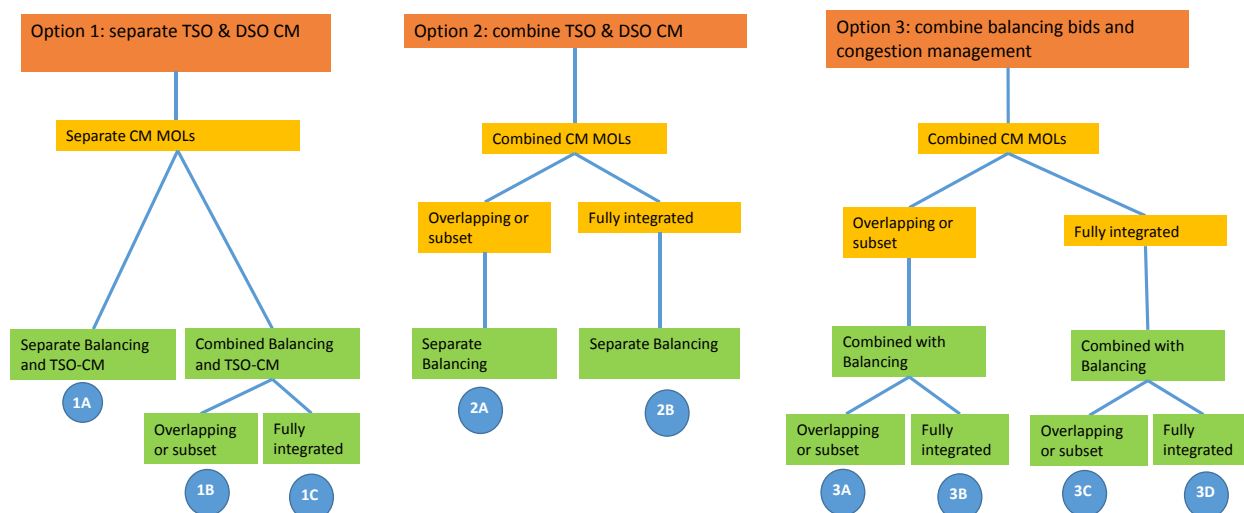 Option 1: separate TSO & DSO CM
Separate CM MOLs
Separate Balancing
and TSO-CM
1A
Combined Balancing
and TSO-CM
Overlapping
or subset
1B
Fully
integrated
1C
Option 2: combine TSO & DSO CM
Combined CM MOLs
Overlapping or
subset
Separate
Balancing
2A
Fully integrated
Separate Balancing
2B
Option 3: combine balancing bids and
congestion management
Combined CM MOLs
Overlapping or
subset
Combined with
Balancing
Overlapping
or subset
3A
Fully
integrated
3B
Fully integrated
Combined with
Balancing
Overlapping
or subset
3C
Fully
integrated
3D